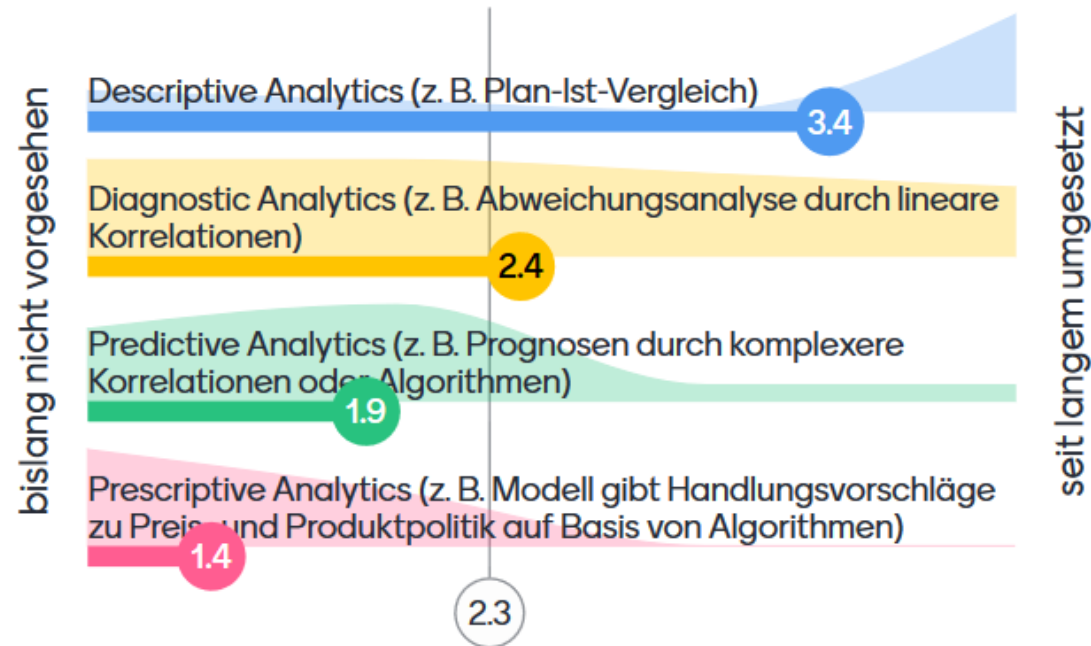 bislang nicht vorgesehen
Descriptive Analytics (z. B. Plan-Ist-Vergleich)
3.4
Diagnostic Analytics (z. B. Abweichungsanalyse durch lineare
Korrelationen)
2.4
Predictive Analytics (z. B. Prognosen durch komplexere
Korrelationen oder Algorithmen)
1.9
Prescriptive Analytics (z. B. Modell gibt Handlungsvorschläge
zu Preis- und Produktpolitik auf Basis von Algorithmen)
1.4
2.3
seit langem umgesetzt